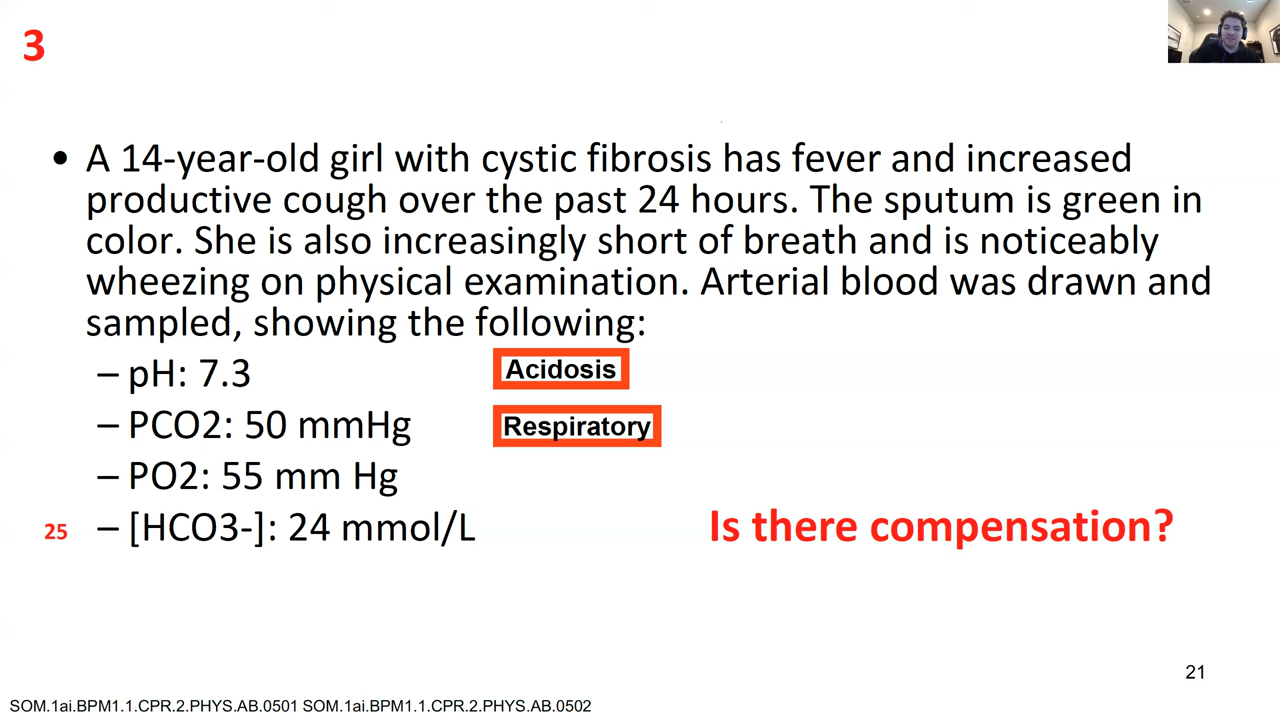 3
• A 14-year-old girl with cystic fibrosis has fever and increased
productive cough over the past 24 hours. The sputum is green in
color. She is also increasingly short of breath and is noticeably
wheezing on physical examination. Arterial blood was drawn and
sampled, showing the following:
– pH: 7.3 Acidosis
– PCO2: 50 mmHg Respiratory
– PO2: 55 mm Hg
25 – [HCO3-]: 24 mmol/L Is there compensation?
21
SOM.1ai.BPM1.1.CPR.2.PHYS.AB.0501 SOM.1ai.BPM1.1.CPR.2.PHYS.AB.0502